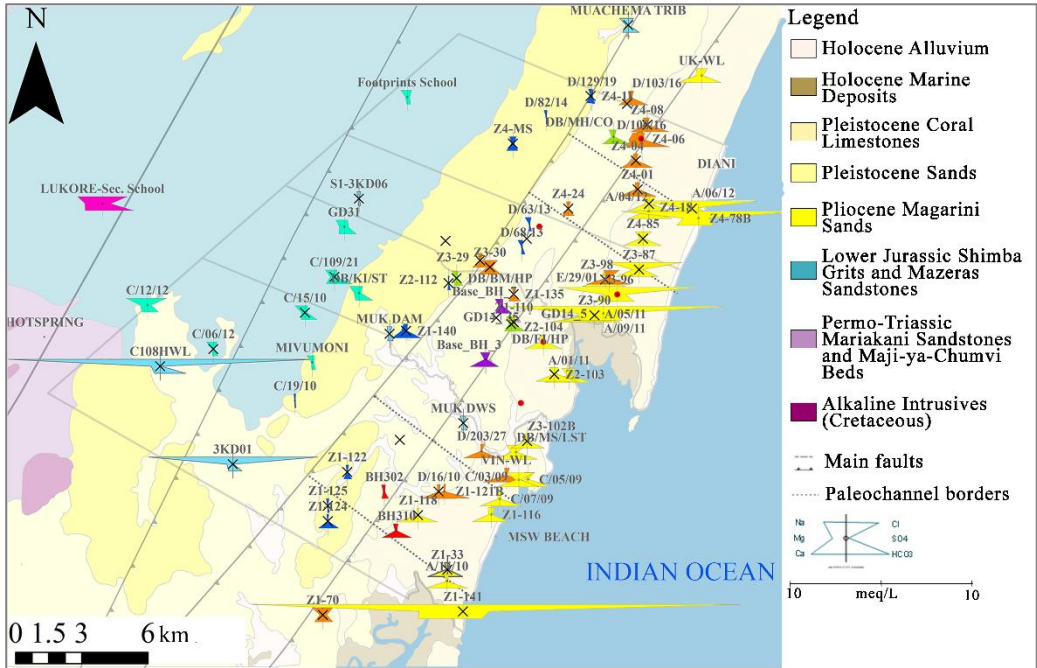 N
MUACHEMA TRIB
UK-WL
Footprints School
D/129/19
D/103/16
Z4-11
D/82/14
Z4-08
DB/MH/CO
Z4-MS
Z4-06
Z4-04
DIANI
LUKORE-Sec. School
S1-3KD06
Z4-01
A/06/12
A/04/12
Z4-18
Z4-24
Z4-78B
D/63/13
GD31
D/68/13
Z4-85
Z3-30
Z3-29
Z3-87
Z3-98
C/109/21
DB/BM/HP
E/29/01
Z3-96
Z2-112
Base_BH_1
Z1-135
C/12/12
Z3-90
C/15/10
GD14_5
A/05/11
HOTSPRING
MUK DAM
Z1-140
Z2-104
A/09/11
C/06/12
DB/FI/HP
Base_BH_3
C108HWL
MIVUMONI
A/01/11
Z2-103
C/19/10
MUK DWS
Z3-102B
D/203/27
DB/MS/LST
3KD01
Z1-122
VIN-WL
BH302
D/16/10
C/03/09
C/05/09
Z1-125
Z1-121B
Z1-118
C/07/09
Z1-124
BH310
Z1-116
MSW BEACH
Z1-33
INDIAN OCEAN
Z1-70
Z1-141
0 1.5 3 6 km
Legend
Holocene Alluvium
Holocene Marine
Deposits
Pleistocene Coral
Limestones
Pleistocene Sands
Pliocene Magarini
Sands
Lower Jurassic Shimba
Grits and Mazeras
Sandstones
Permo-Triassic
Mariakani Sandstones
and Maji-ya-Chumvi
Beds
Alkaline Intrusives
(Cretaceous)
Main faults
Paleochannel borders
Na Cl
Mg SO4
Ca HCO3
10 meq/L 10